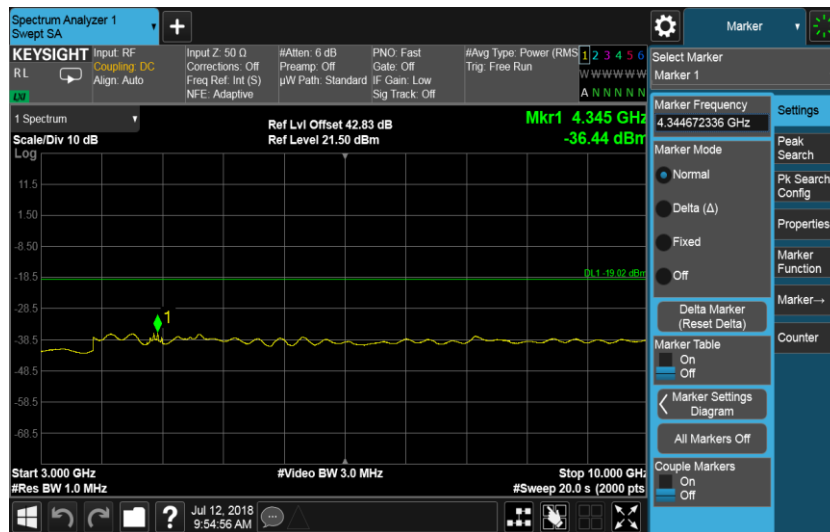 Spectrum Analyzer 1
Swept SA
Marker
KEYSIGHT
RL
LXI
Input: RF
Coupling: DC
Align: Auto
Input Z: 50 Ω
Corrections: Off
Freq Ref: Int (S)
NFE: Adaptive
#Atten: 6 dB
Preamp: Off
µW Path: Standard
PNO: Fast
Gate: Off
IF Gain: Low
Sig Track: Off
#Avg Type: Power (RMS
Trig: Free Run
1 2 3 4 5 6
W W W W W W
A N N N N N
Select Marker
Marker 1
1 Spectrum
Scale/Div 10 dB
Log
Ref Lvl Offset 42.83 dB
Ref Level 21.50 dBm
Mkr1 4.345 GHz
-36.44 dBm
11.5
1.50
-8.50
-18.5
-28.5
-38.5
-48.5
-58.5
-68.5
DL1 -19.02 dBm
1
Start 3.000 GHz
#Res BW 1.0 MHz
#Video BW 3.0 MHz
Stop 10.000 GHz
#Sweep 20.0 s (2000 pts
Marker Frequency
4.344672336 GHz
Marker Mode
Normal
Delta (Δ)
Fixed
Off
Delta Marker
(Reset Delta)
Marker Table
On
Off
Marker Settings
Diagram
All Markers Off
Couple Markers
On
Off
Settings
Peak
Search
Pk Search
Config
Properties
Marker
Function
Marker→
Counter
?
Jul 12, 2018
9:54:56 AM